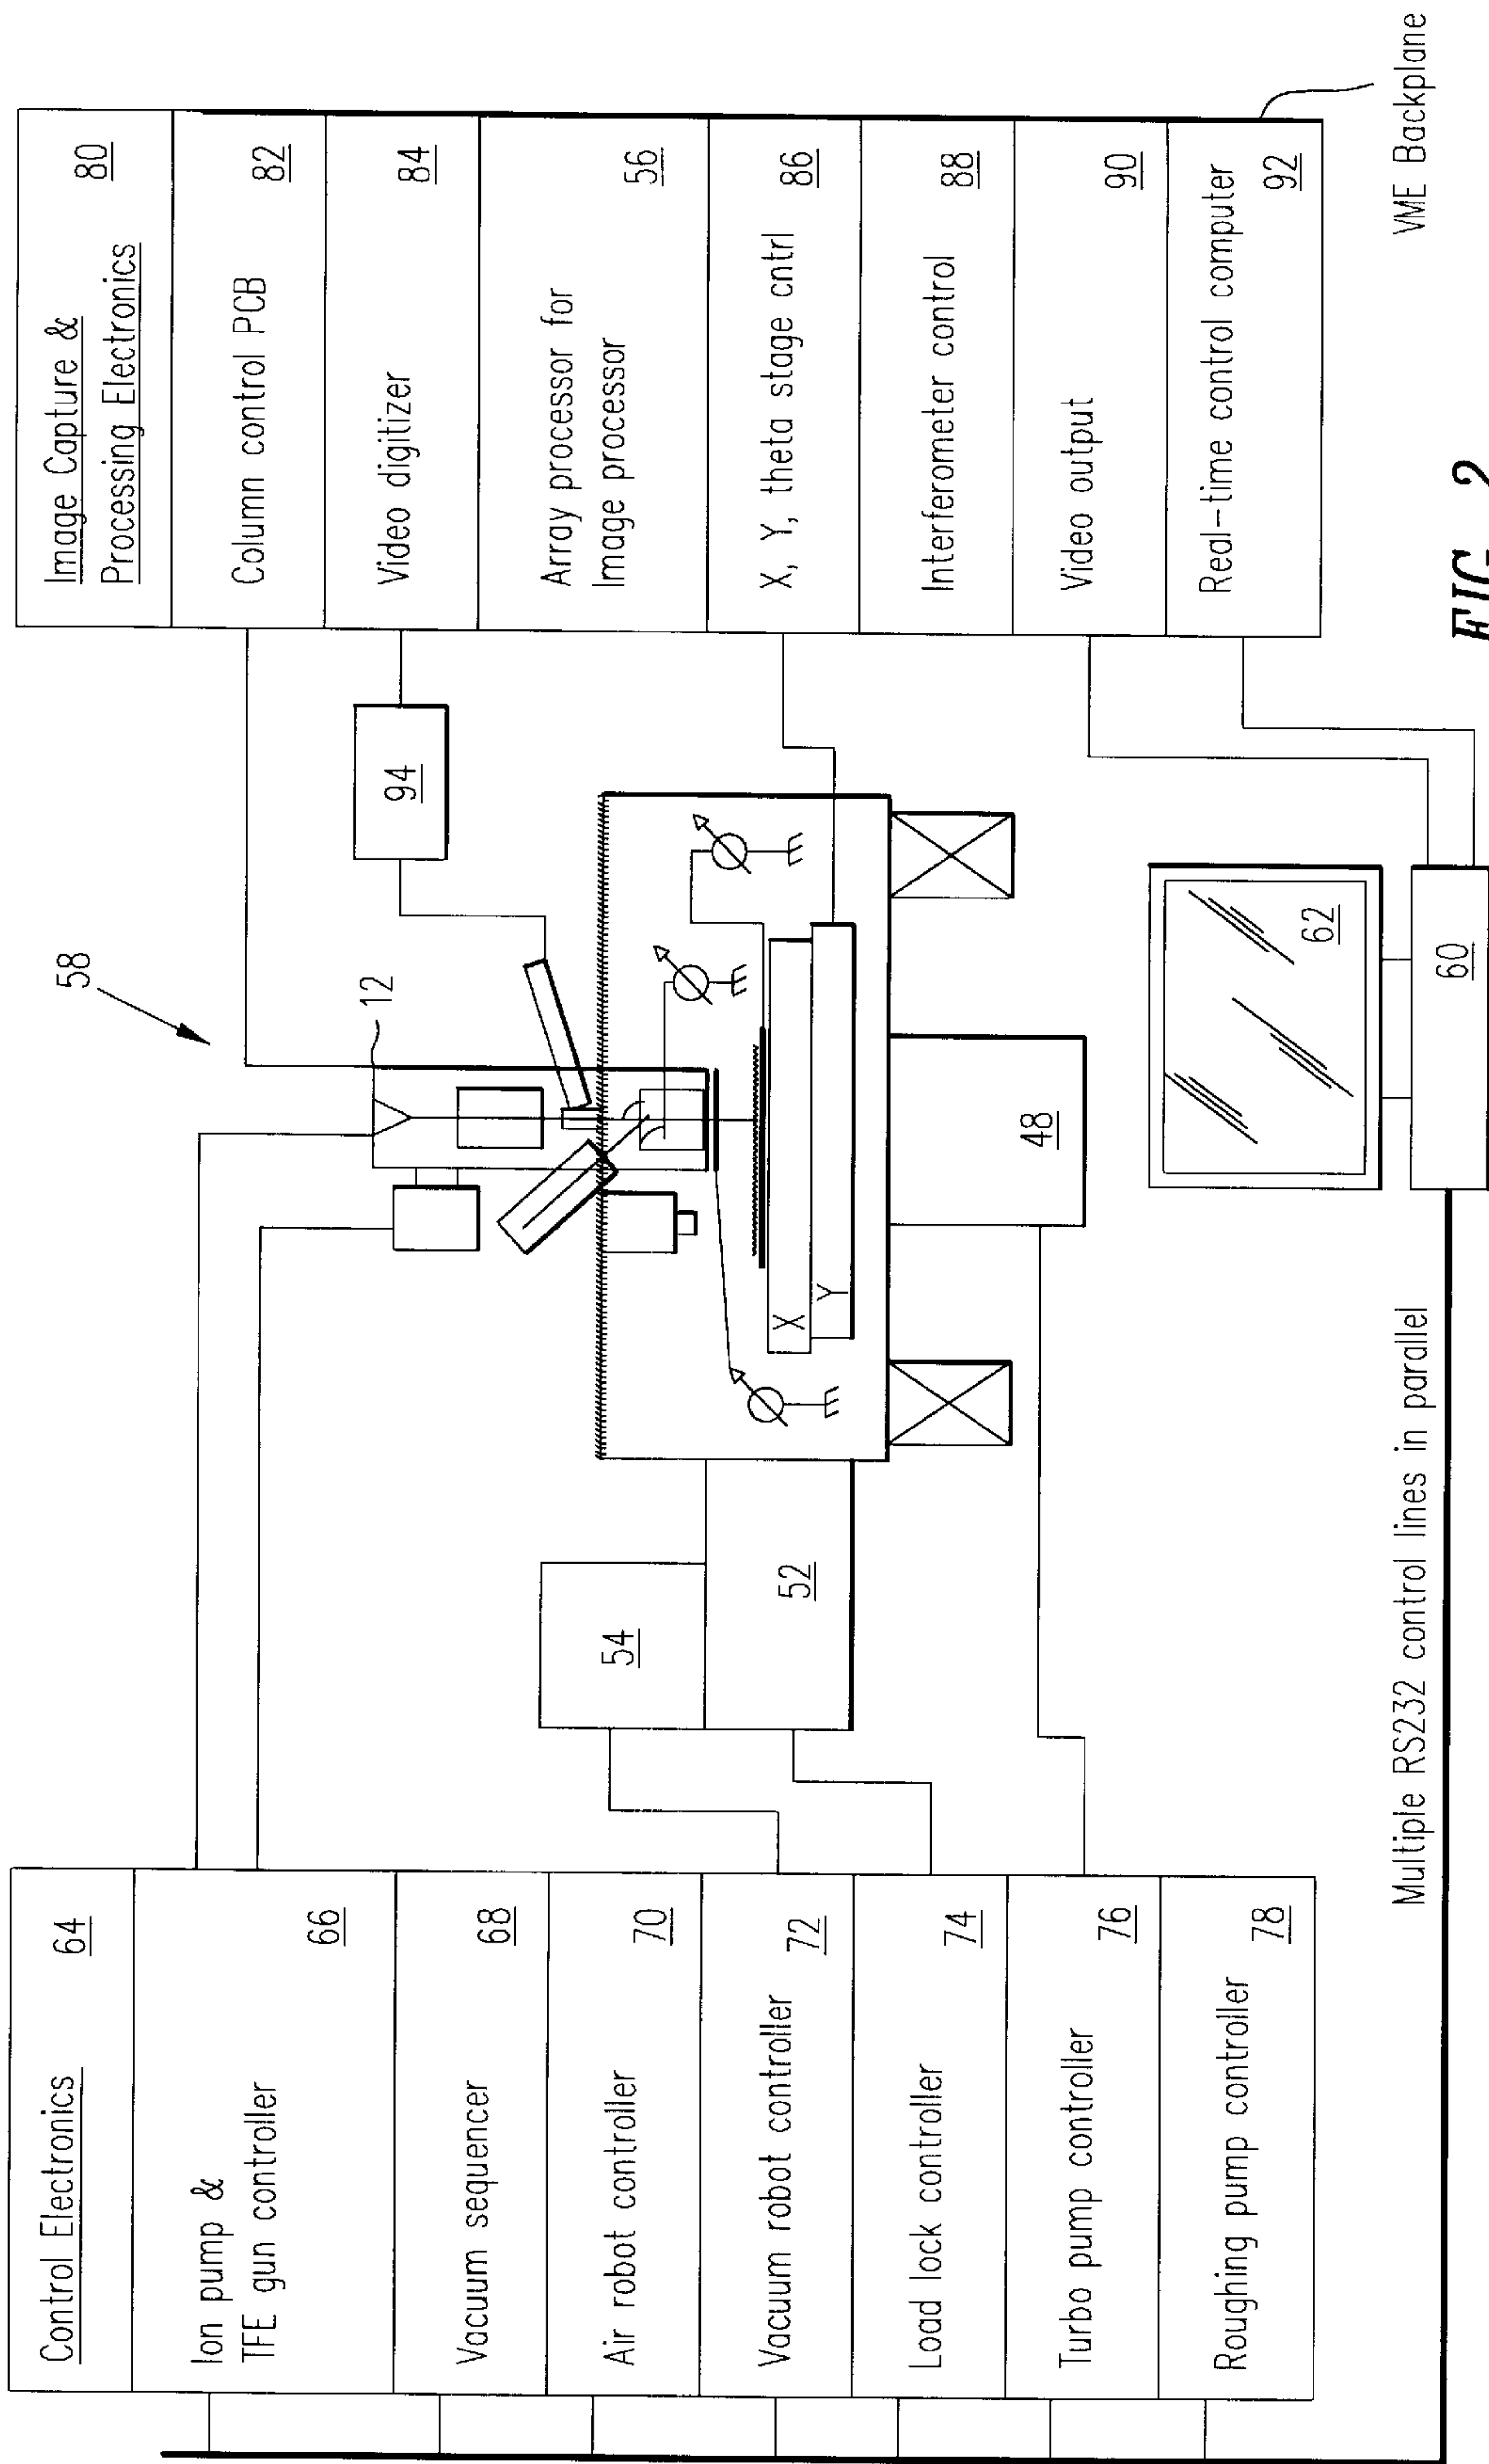 Control Electronics 64
Ion pump &
TFE gun controller 66
Vacuum sequencer 68
Air robot controller 70
Vacuum robot controller 72
Load lock controller 74
Turbo pump controller 76
Roughing pump controller 78
58
12
94
54
52
X
Y
48
62
60
Image Capture &
Processing Electronics 80
Column control PCB 82
Video digitizer 84
Array processor for
Image processor 56
X, Y, theta stage cntrl 86
Interferometer control 88
Video output 90
Real-time control computer 92
VME Backplane
Multiple RS232 control lines in parallel
FIG. 2